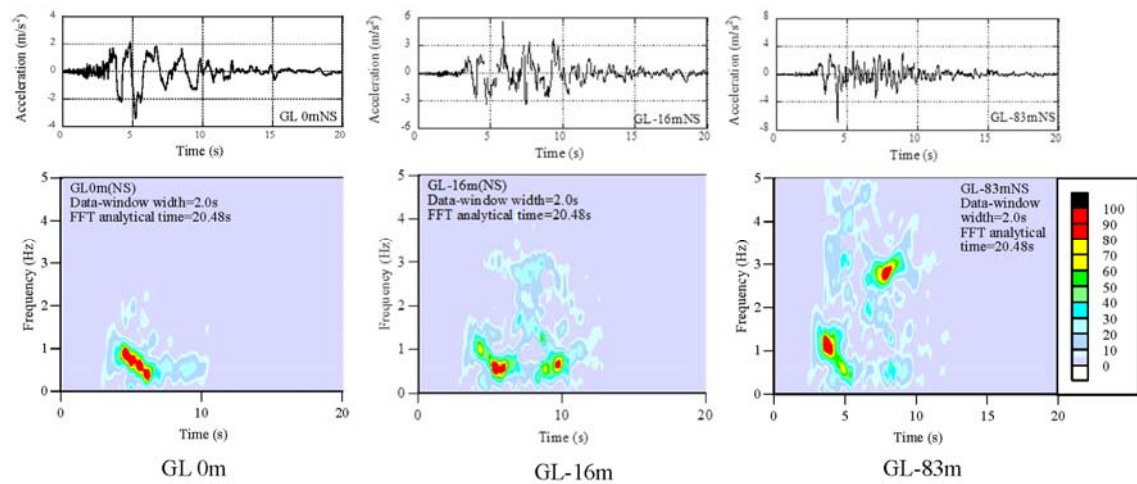 Acceleration (m/s²)
4
2
0
-2
-4
GL 0mNS
0
5
10
15
20
Time (s)
Acceleration (m/s²)
6
3
0
-3
-6
GL-16mNS
0
5
10
15
20
Time (s)
Acceleration (m/s²)
8
4
0
-4
-8
GL-83mNS
0
5
10
15
20
Time (s)
Frequency (Hz)
5
4
3
2
1
0
GL0m(NS)
Data-window width=2.0s
FFT analytical time=20.48s
0
10
20
Time (s)
GL 0m
Frequency (Hz)
5
4
3
2
1
0
GL-16m(NS)
Data-window width=2.0s
FFT analytical time=20.48s
0
10
20
Time (s)
GL-16m
Frequency (Hz)
5
4
3
2
1
0
GL-83mNS
Data-window
width=2.0s
FFT analytical
time=20.48s
0
5
10
15
20
Time (s)
GL-83m
100
90
80
70
60
50
40
30
20
10
0